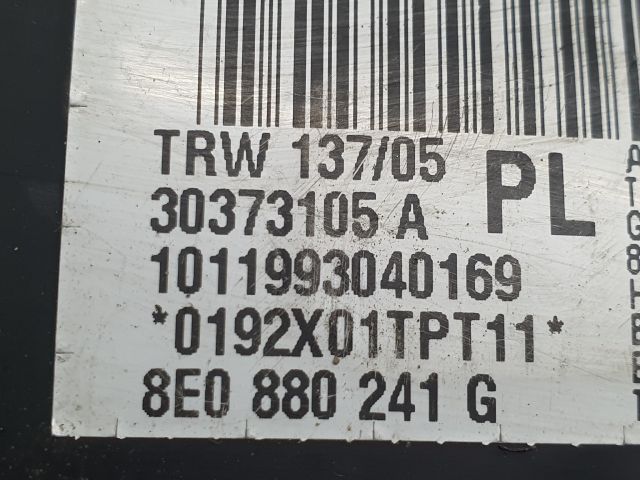 TRW 137/05
PL
30373105 A
1011993040169
*0192X01TPT11*
8E0 880 241 G